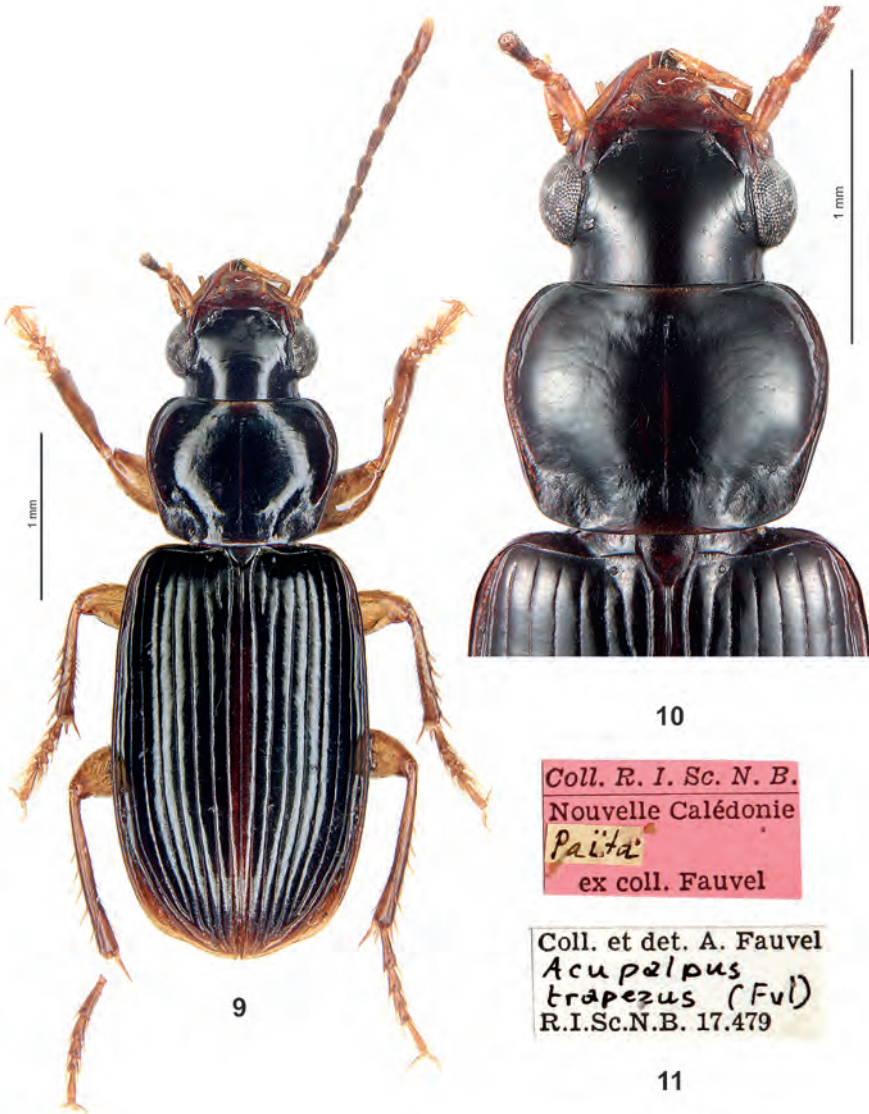 1 mm
1 mm
9
10
Coll. R. I. Sc. N. B.
Nouvelle Calédonie
Païta
ex coll. Fauvel
Coll. et det. A. Fauvel
Acupalpus
trapezus (Fvl)
R.I.Sc.N.B. 17.479
11